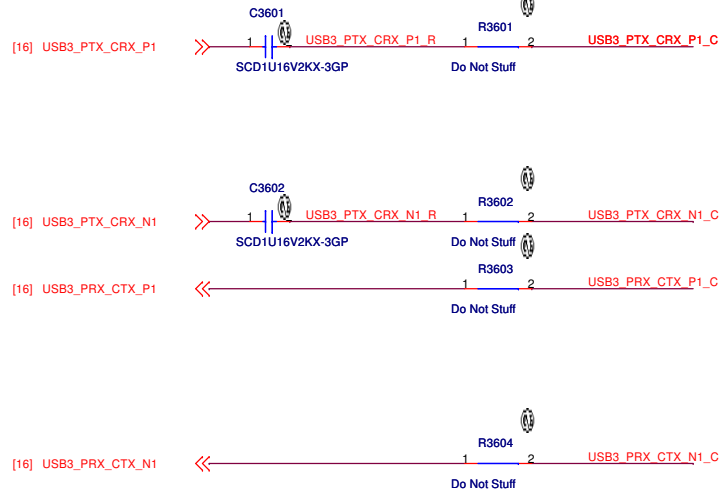 C3601
R3601
[16] USB3_PTX_CRX_P1 1 USB3_PTX_CRX_P1_R 1 2 USB3_PTX_CRX_P1_C
SCD1U16V2KX-3GP Do Not Stuff
C3602
R3602
[16] USB3_PTX_CRX_N1 1 USB3_PTX_CRX_N1_R 1 2 USB3_PTX_CRX_N1_C
SCD1U16V2KX-3GP Do Not Stuff
R3603
[16] USB3_PRX_CTX_P1 1 2 USB3_PRX_CTX_P1_C
Do Not Stuff
R3604
[16] USB3_PRX_CTX_N1 1 2 USB3_PRX_CTX_N1_C
Do Not Stuff